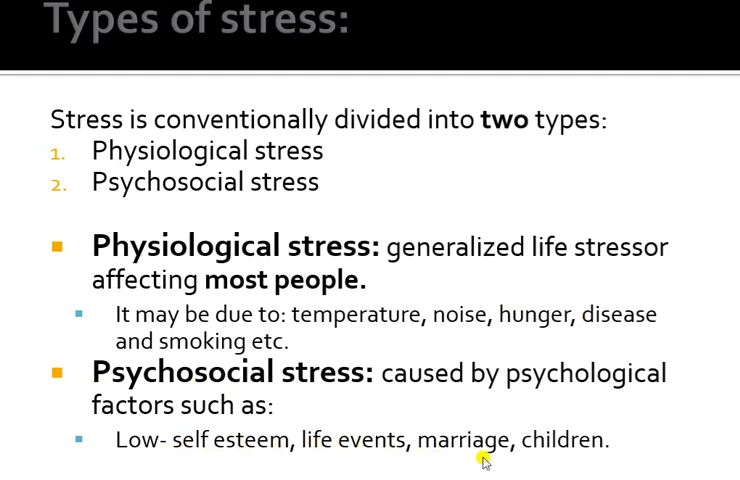 Types of stress:
Stress is conventionally divided into two types:
1. Physiological stress
2. Psychosocial stress
Physiological stress: generalized life stressor
affecting most people.
It may be due to: temperature, noise, hunger, disease
and smoking etc.
Psychosocial stress: caused by psychological
factors such as:
Low- self esteem, life events, marriage, children.